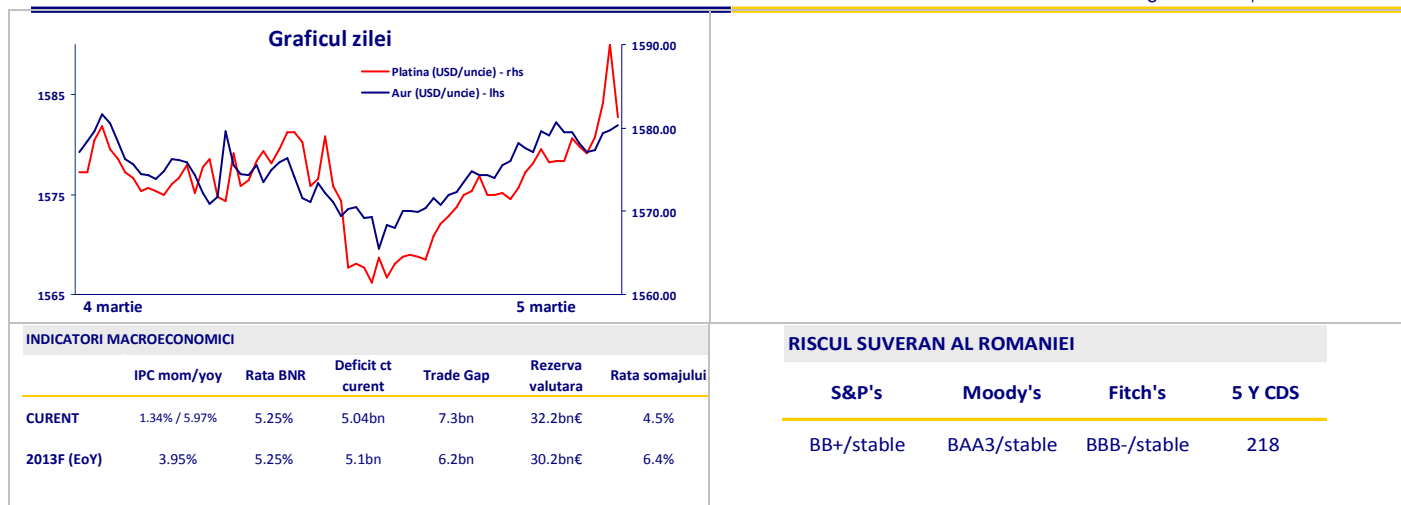 Graficul zilei
Platina (USD/uncie) - rhs
Aur (USD/uncie) - lhs
1585
1575
1565
1590.00
1580.00
1570.00
1560.00
4 martie
5 martie
INDICATORI MACROECONOMICI
IPC mom/yoy Rata BNR Deficit ct curent Trade Gap Rezerva valutara Rata somajului
CURENT 1.34% / 5.97% 5.25% 5.04bn 7.3bn 32.2bn€ 4.5%
2013F (EoY) 3.95% 5.25% 5.1bn 6.2bn 30.2bn€ 6.4%
RISCUL SUVERAN AL ROMANIEI
S&P's Moody's Fitch's 5 Y CDS
BB+/stable BAA3/stable BBB-/stable 218